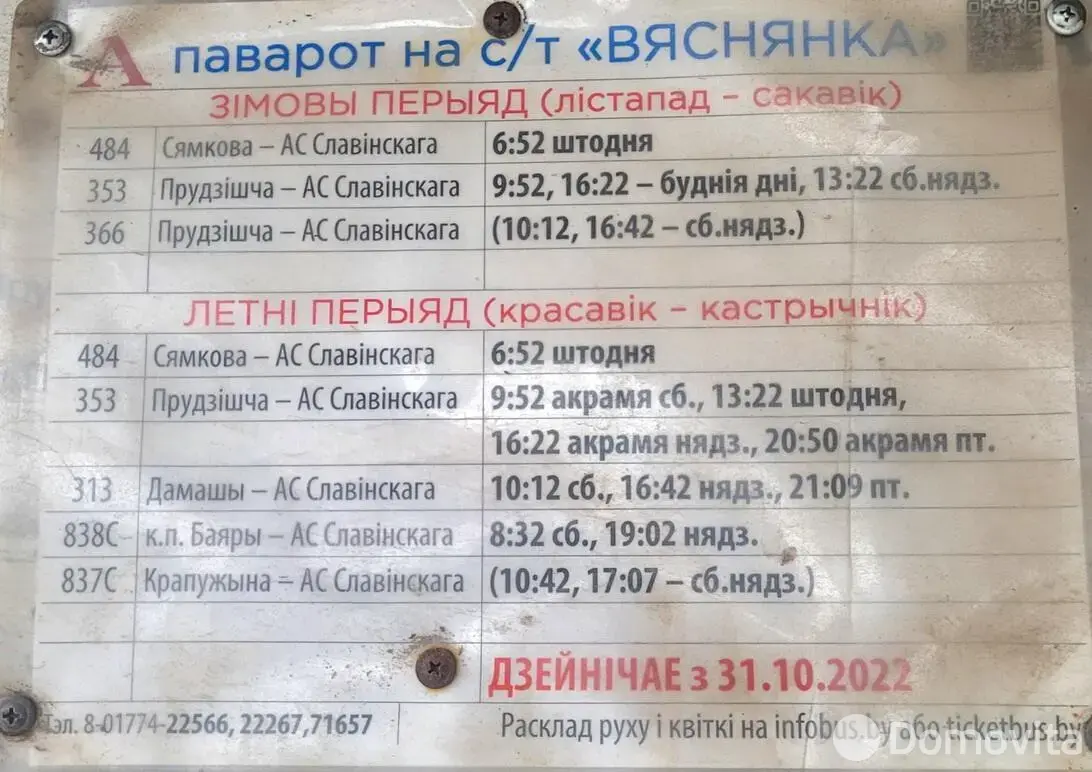 А паварот на с/т «ВЯСНЯНКА»
ЗІМОВЫ ПЕРЫЯД (лістапад – сакавік)
484 Сямкова – АС Славінскага 6:52 штодня
353 Прудзішча – АС Славінскага 9:52, 16:22 – буднія дні, 13:22 сб.нядз.
366 Прудзішча – АС Славінскага (10:12, 16:42 – сб.нядз.)
ЛЕТНІ ПЕРЫЯД (красавік – кастрычнік)
484 Сямкова – АС Славінскага 6:52 штодня
353 Прудзішча – АС Славінскага 9:52 акрамя сб., 13:22 штодня,
16:22 акрамя нядз., 20:50 акрамя пт.
313 Дамашы – АС Славінскага 10:12 сб., 16:42 нядз., 21:09 пт.
838С к.п. Баяры – АС Славінскага 8:32 сб., 19:02 нядз.
837С Крапужына – АС Славінскага (10:42, 17:07 – сб.нядз.)
ДЗЕЙНІЧАЕ з 31.10.2022
Тэл. 8-01774-22566, 22267,71657 Расклад руху і квіткі на infobus.by або ticketbus.by
Domovita